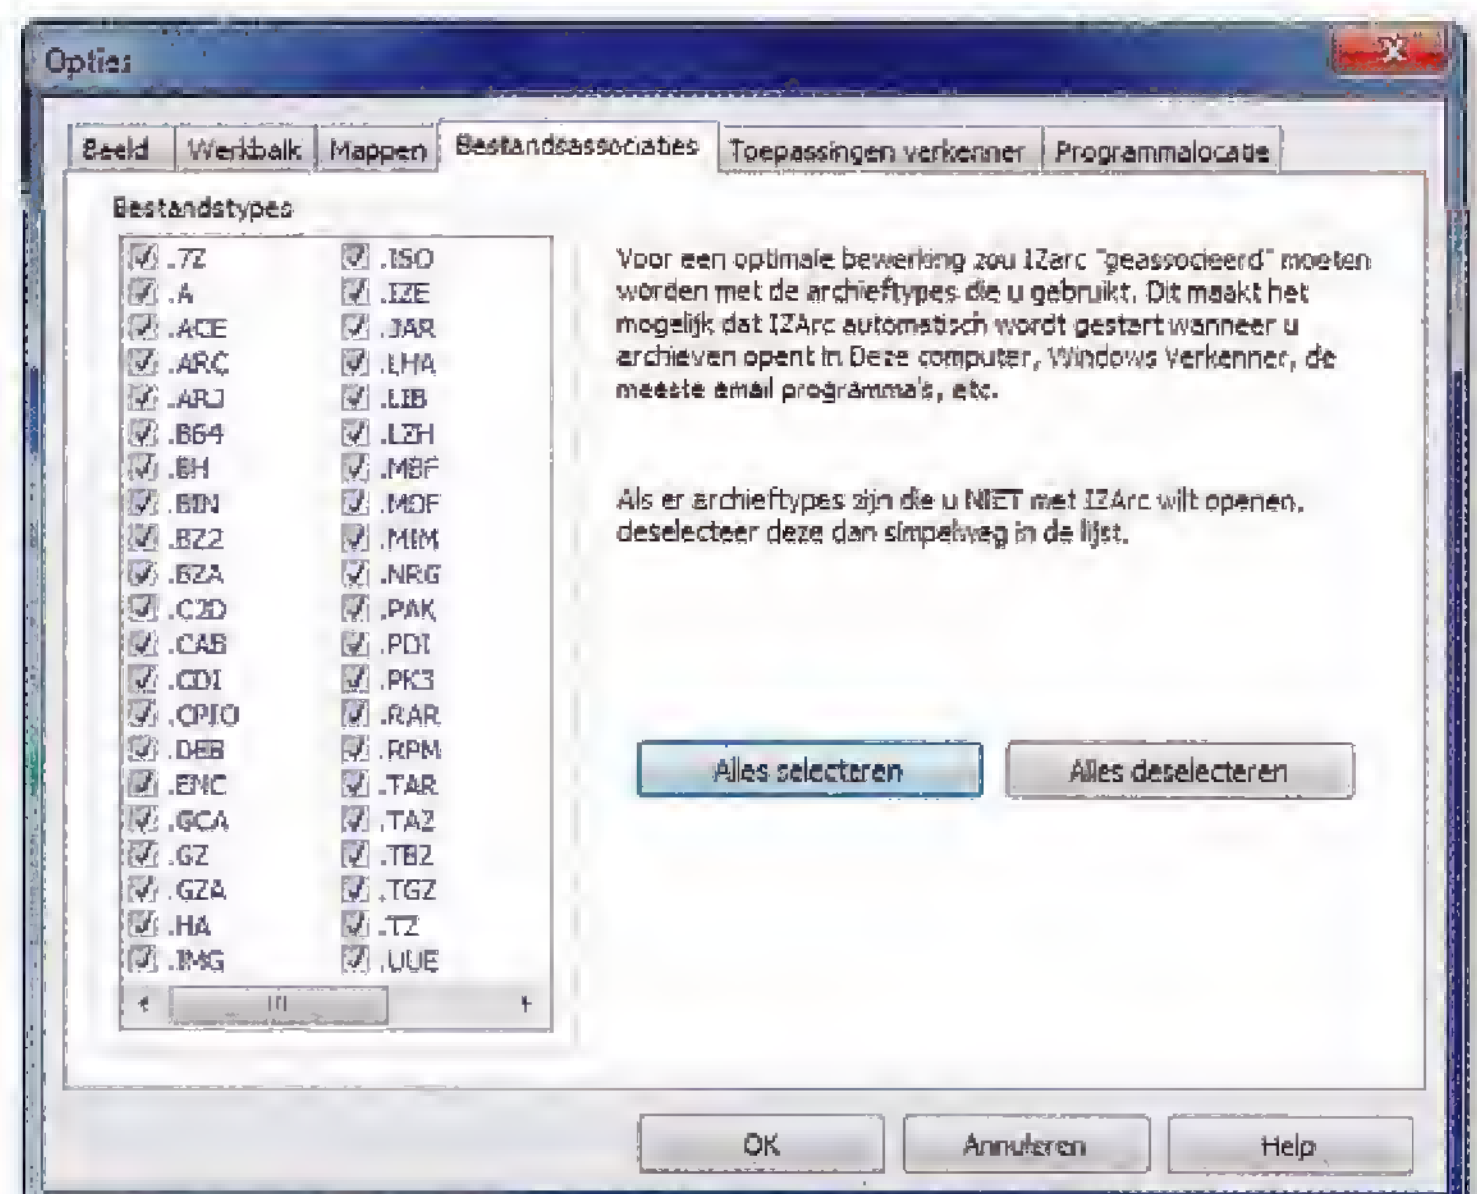 Opties
Beeld Werkbalk Mappen Bestandsassociaties Toepassingen verkenner Programmalocatie
Bestandstypes
.7Z .ISO
.A .IZE
.ACE .JAR
.ARC .LHA
.ARJ .LIB
.B64 .LZH
.BH .MBF
.BIN .MDF
.BZ2 .MIM
.BZA .NRG
.C2D .PAK
.CAB .PDI
.CDI .PK3
.CPIO .RAR
.DEB .RPM
.ENC .TAR
.GCA .TAZ
.GZ .TBZ
.GZA .TGZ
.HA .TZ
.IMG .UUE
Voor een optimale bewerking zou IZarc "geassocieerd" moeten
worden met de archieftypes die u gebruikt. Dit maakt het
mogelijk dat IZArc automatisch wordt gestart wanneer u
archieven opent in Deze computer, Windows Verkenner, de
meeste email programma's, etc.
Als er archieftypes zijn die u NIET met IZArc wilt openen,
deselecteer deze dan simpelweg in de lijst.
Alles selecteren Alles deselecteren
OK Annuleren Help